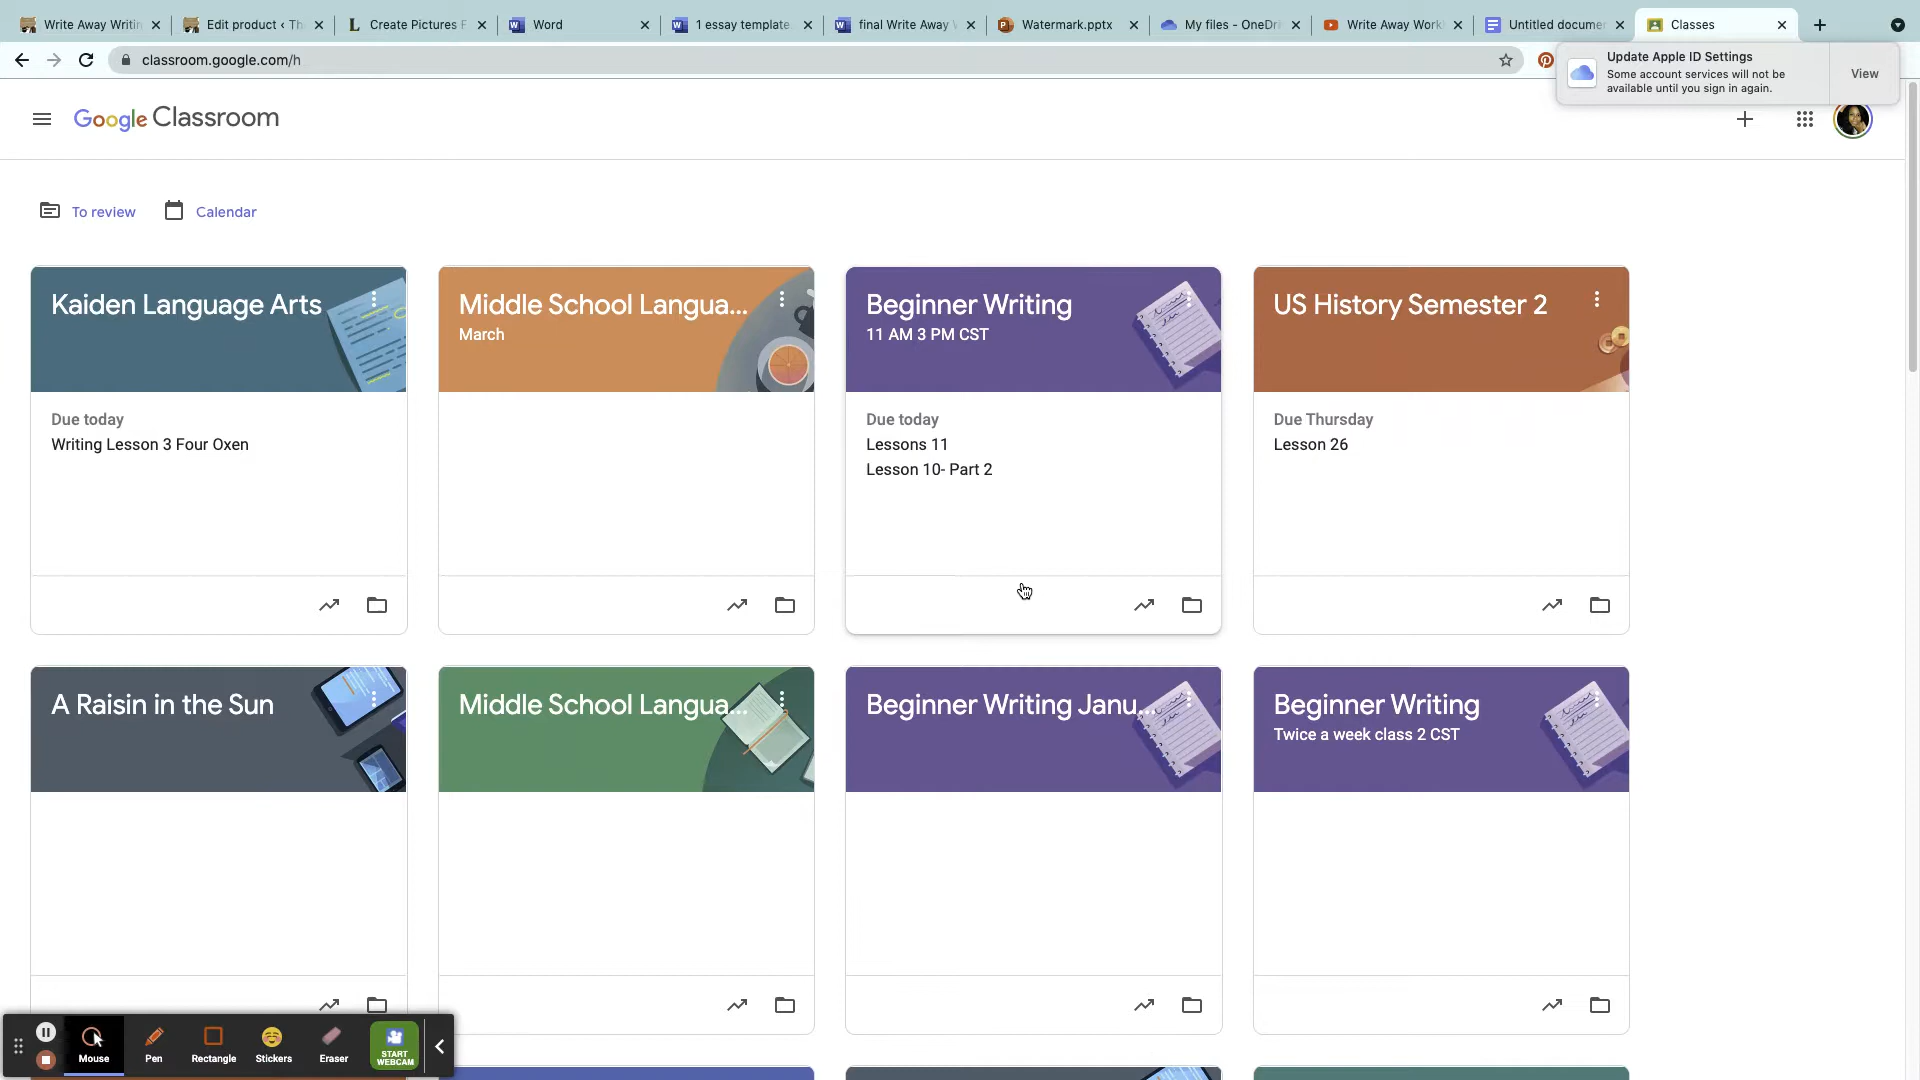 Write Away Writin
Edit product ‹ Th
Create Pictures F
Word
1 essay template.
final Write Away
Watermark.pptx
My files - OneDri
Write Away Work
Untitled documen
Classes
classroom.google.com/h
Update Apple ID Settings
Some account services will not be
available until you sign in again.
View
Google Classroom
To review
Calendar
Kaiden Language Arts
Middle School Langua...
March
Beginner Writing
11 AM 3 PM CST
US History Semester 2
Due today
Writing Lesson 3 Four Oxen
Due today
Lessons 11
Lesson 10- Part 2
Due Thursday
Lesson 26
A Raisin in the Sun
Middle School Langua...
Beginner Writing Janu...
Beginner Writing
Twice a week class 2 CST
Mouse
Pen
Rectangle
Stickers
Eraser
START
WEBCAM